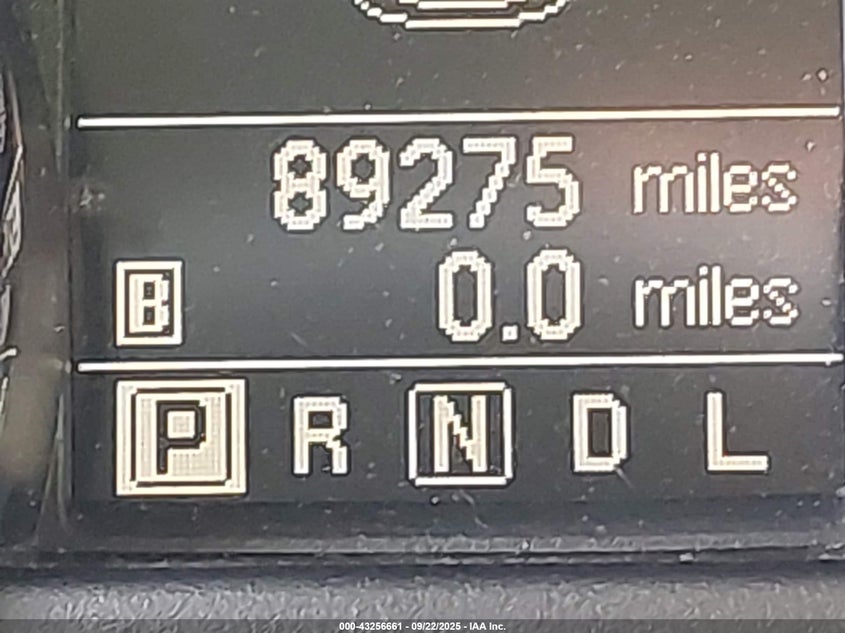 89275 miles
B 0.0 miles
P R N D L
000-43256661 - 09/22/2025 - IAA Inc.